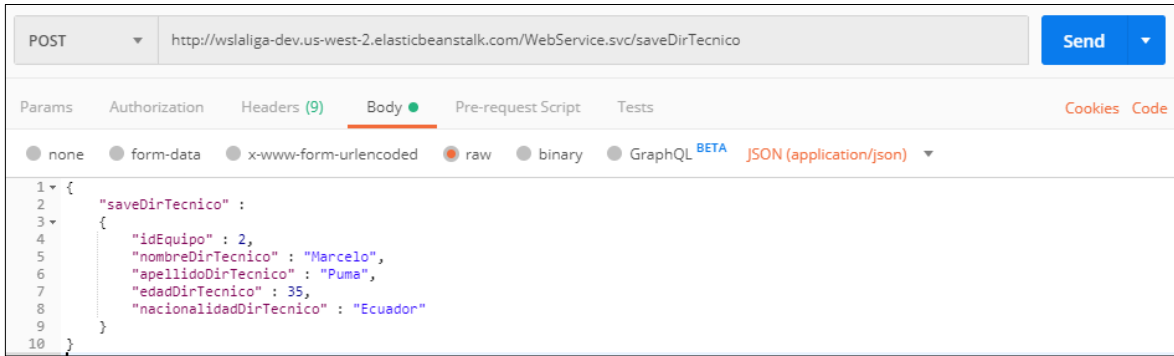 POST http://wslaliga-dev.us-west-2.elasticbeanstalk.com/WebService.svc/saveDirTecnico Send
Params Authorization Headers (9) Body Pre-request Script Tests Cookies Code
none form-data x-www-form-urlencoded raw binary GraphQL BETA JSON (application/json)
1 {
2 "saveDirTecnico" :
3 {
4 "idEquipo" : 2,
5 "nombreDirTecnico" : "Marcelo",
6 "apellidoDirTecnico" : "Puma",
7 "edadDirTecnico" : 35,
8 "nacionalidadDirTecnico" : "Ecuador"
9 }
10 }